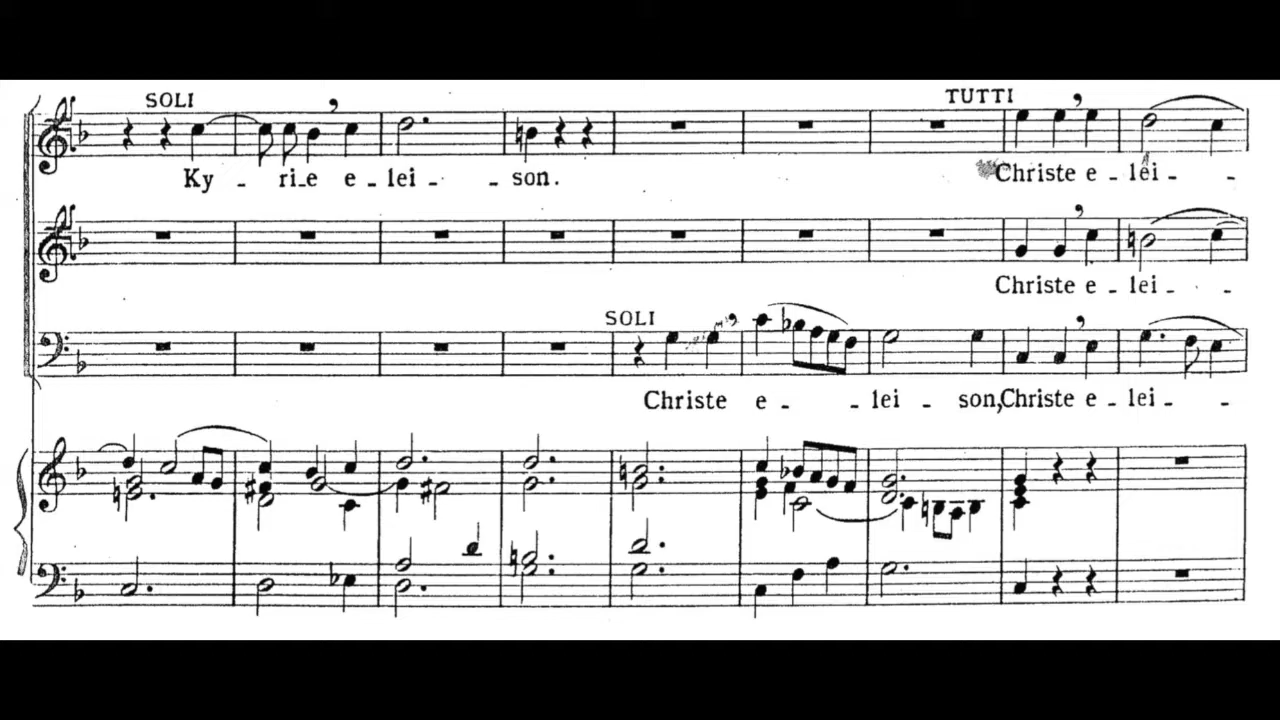 SOLI
Ky - ri-e e - lei - - son.
TUTTI
Christe e - lei - -
Christe e - lei - -
SOLI
Christe e - - lei - son, Christe e - lei - -